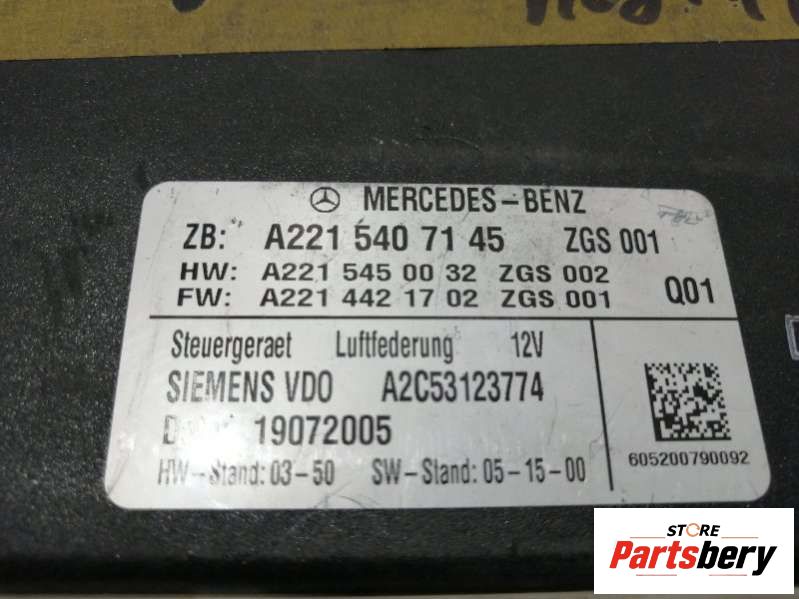 MERCEDES-BENZ
ZB: A221 540 71 45 ZGS 001
HW: A221 545 00 32 ZGS 002
FW: A221 442 17 02 ZGS 001 Q01
Steuergeraet Luftfederung 12V
SIEMENS VDO A2C53123774
19072005
HW-Stand: 03-50 SW-Stand: 05-15-00
605200790092
STORE
Partsbery